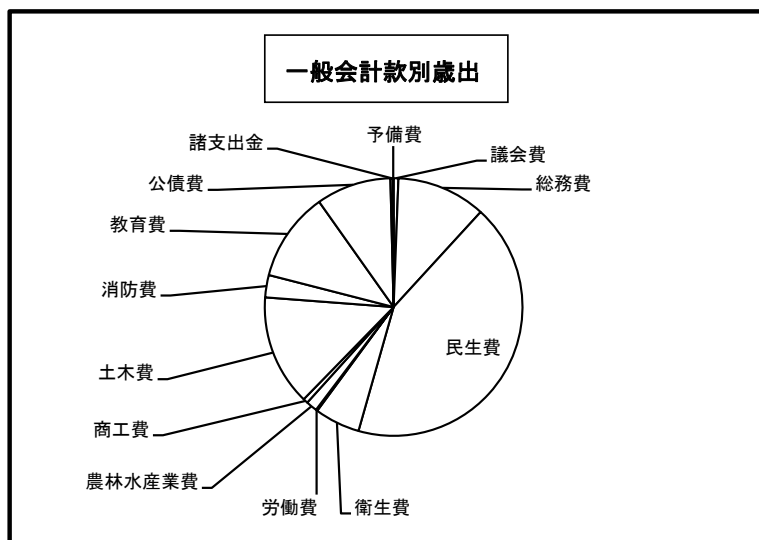 一般会計款別歳出
予備費
諸支出金
議会費
公債費
総務費
教育費
消防費
民生費
土木費
商工費
農林水産業費
労働費
衛生費